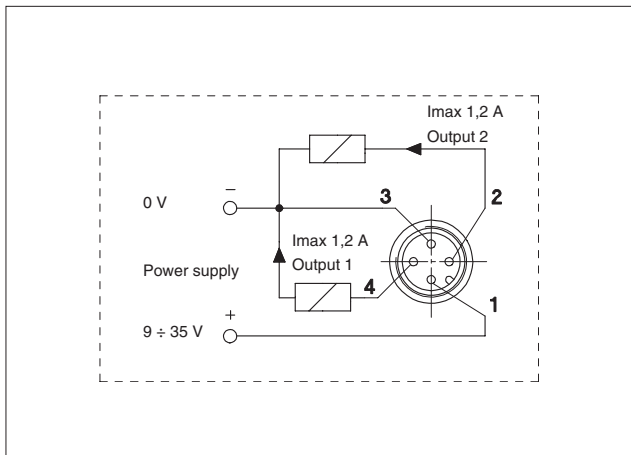 Imax 1,2 A
Output 2
3
2
0 V
–
Imax 1,2 A
Output 1
Power supply
4
1
+
9 ÷ 35 V